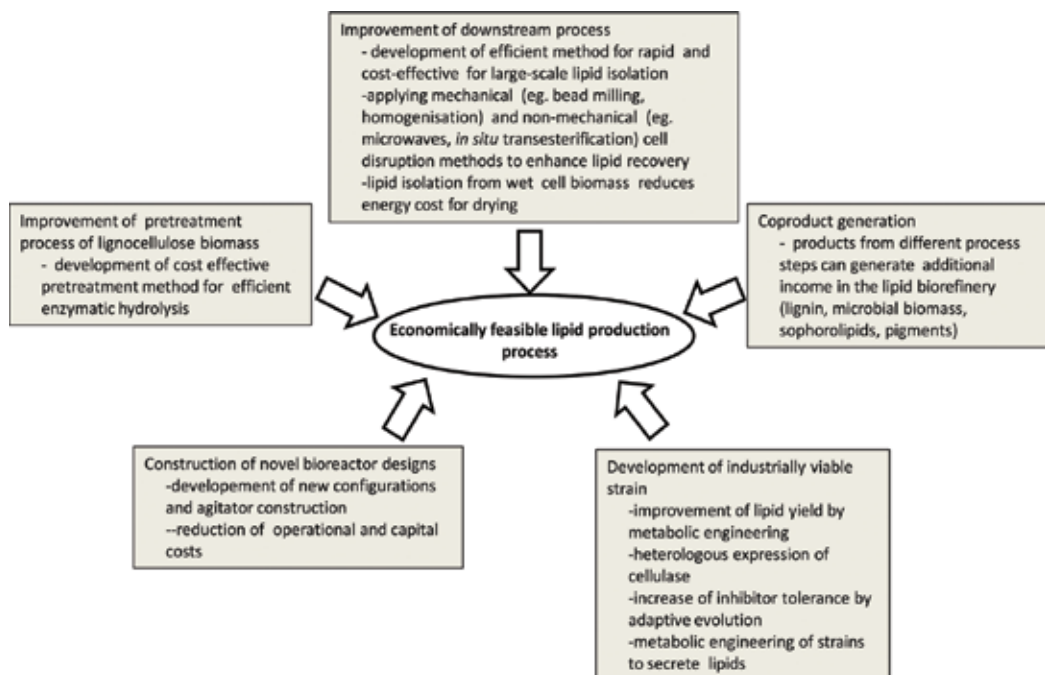 Improvement of downstream process
- development of efficient method for rapid and
cost-effective for large-scale lipid isolation
-applying mechanical (eg. bead milling,
homogenisation) and non-mechanical (eg.
microwaves, in situ transesterification) cell
disruption methods to enhance lipid recovery
-lipid isolation from wet cell biomass reduces
energy cost for drying
Improvement of pretreatment
process of lignocellulose biomass
- development of cost effective
pretreatment method for efficient
enzymatic hydrolysis
Coproduct generation
- products from different process
steps can generate additional
income in the lipid biorefinery
(lignin, microbial biomass,
sophorolipids, pigments)
Economically feasible lipid production
process
Construction of novel bioreactor designs
-developement of new configurations
and agitator construction
--reduction of operational and capital
costs
Development of industrially viable
strain
-improvement of lipid yield by
metabolic engineering
-heterologous expression of
cellulase
-increase of inhibitor tolerance by
adaptive evolution
-metabolic engineering of strains
to secrete lipids